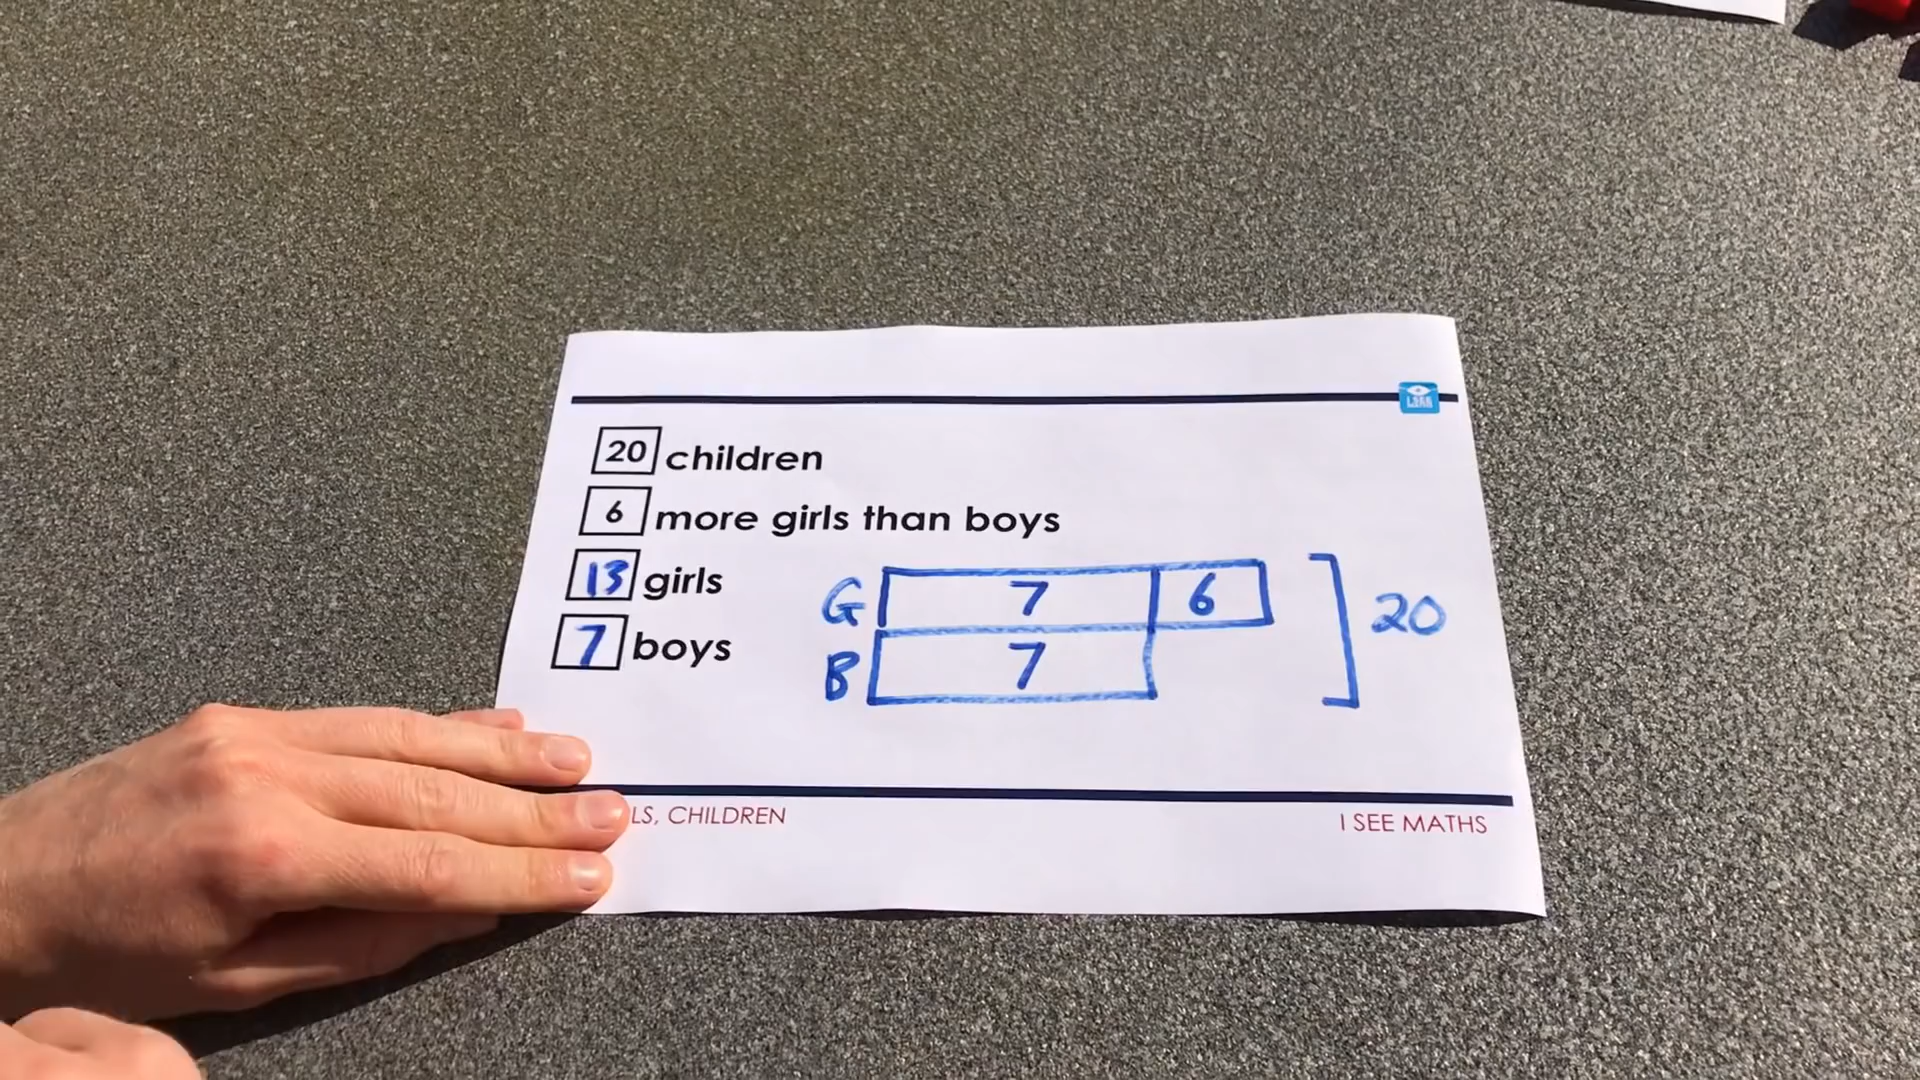 20 children
6 more girls than boys
13 girls
7 boys
G 7 6
B 7
20
LS, CHILDREN
I SEE MATHS